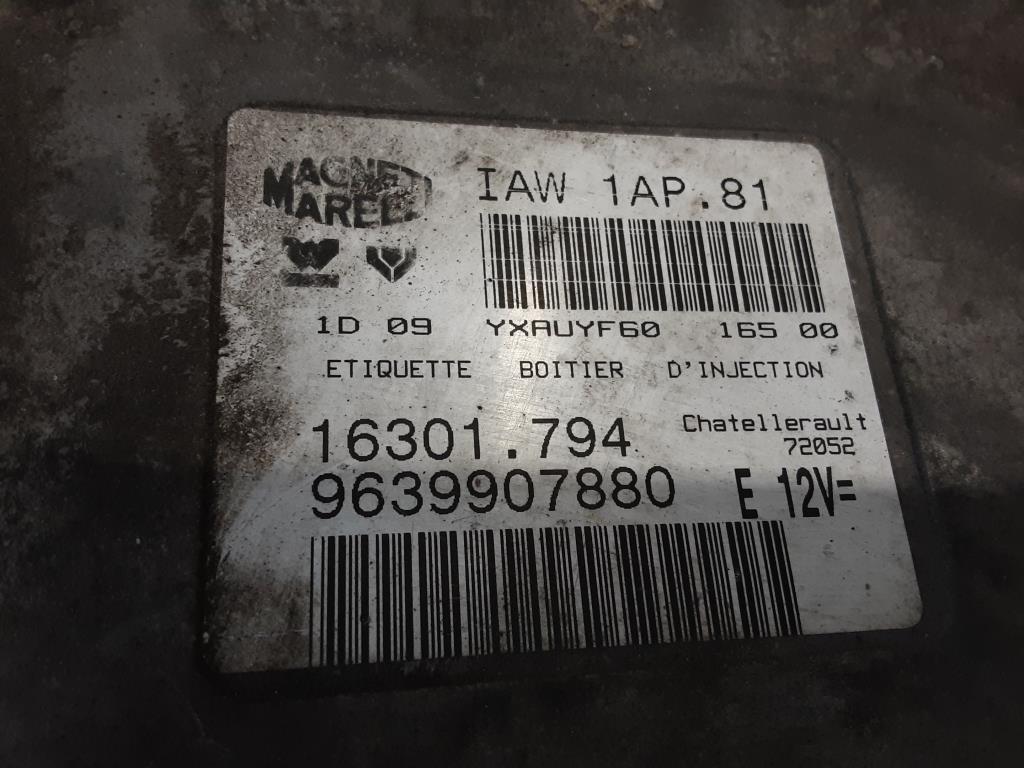 MAGNETI
MARELLI
IAW 1AP.81
1D 09 YXAUYF60 165 00
ETIQUETTE BOITIER D'INJECTION
16301.794
Chatellerault
72052
9639907880
E 12V=